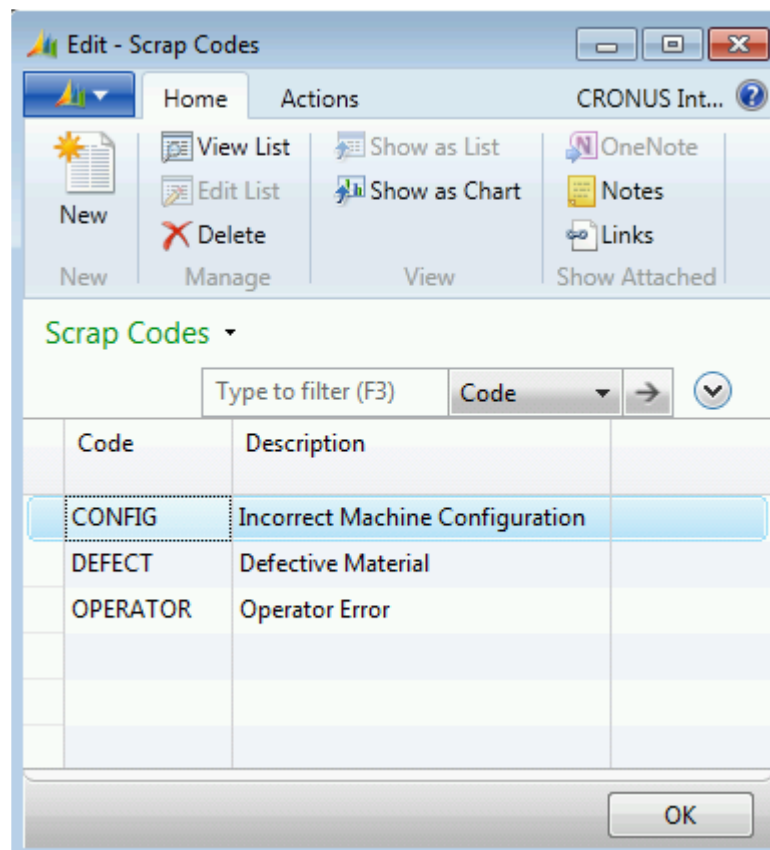 Edit - Scrap Codes
Home Actions CRONUS Int...
New
View List
Edit List
Delete
Show as List
Show as Chart
OneNote
Notes
Links
New Manage View Show Attached
Scrap Codes
Type to filter (F3) Code
Code Description
CONFIG Incorrect Machine Configuration
DEFECT Defective Material
OPERATOR Operator Error
OK